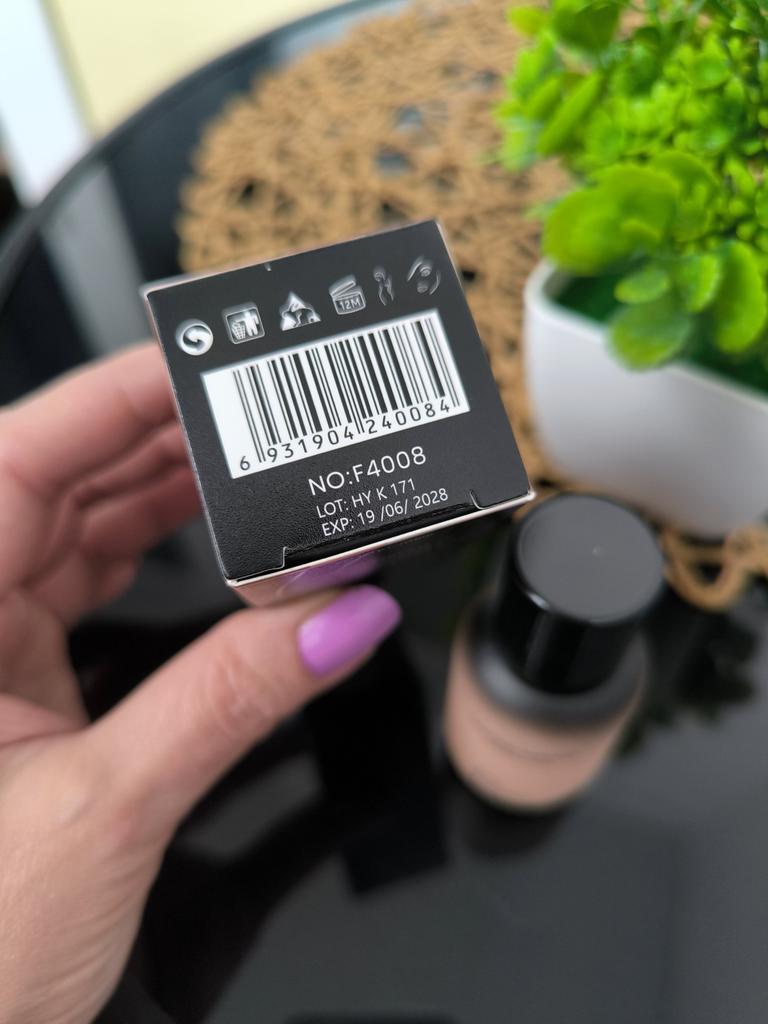 12M
6 931904 240084
NO:F4008
LOT: HY K 171
EXP: 19 /06/ 2028